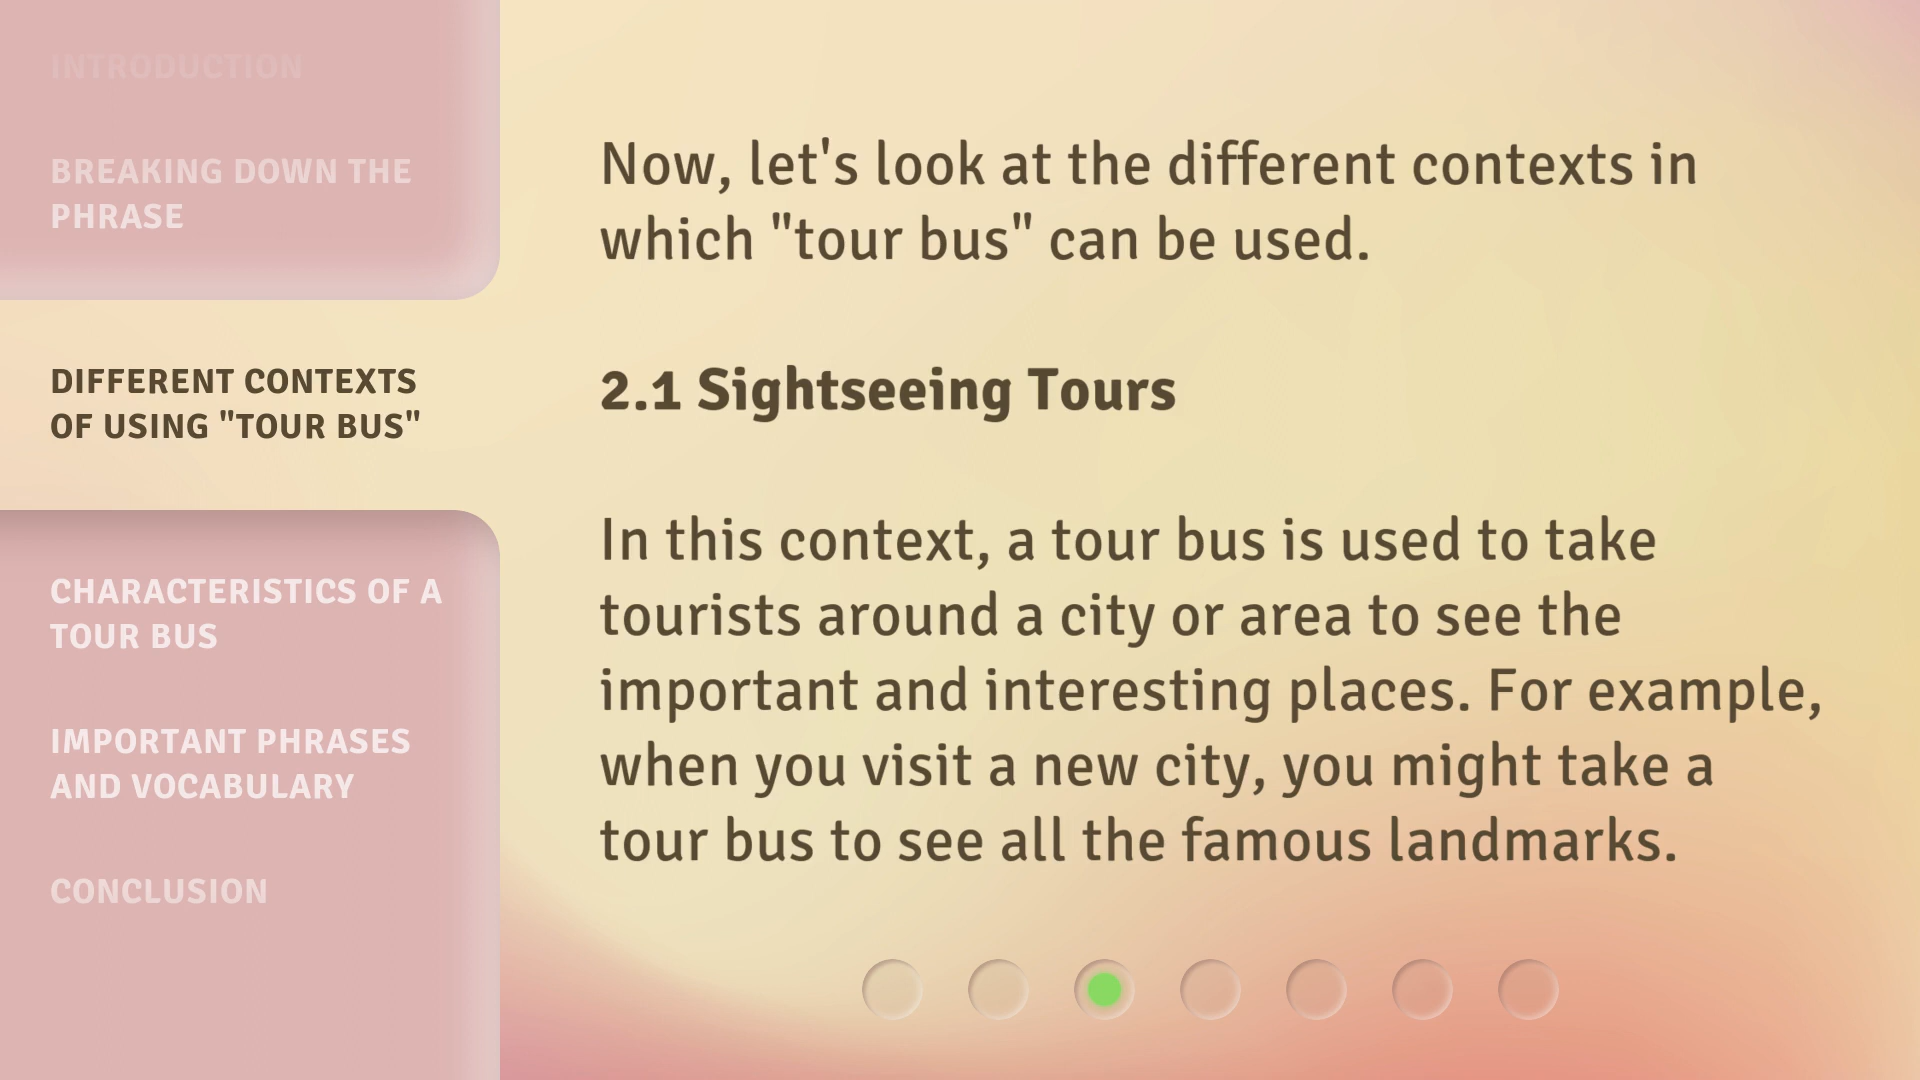 INTRODUCTION
BREAKING DOWN THE
PHRASE
DIFFERENT CONTEXTS
OF USING "TOUR BUS"
CHARACTERISTICS OF A
TOUR BUS
IMPORTANT PHRASES
AND VOCABULARY
CONCLUSION
Now, let's look at the different contexts in
which "tour bus" can be used.
2.1 Sightseeing Tours
In this context, a tour bus is used to take
tourists around a city or area to see the
important and interesting places. For example,
when you visit a new city, you might take a
tour bus to see all the famous landmarks.